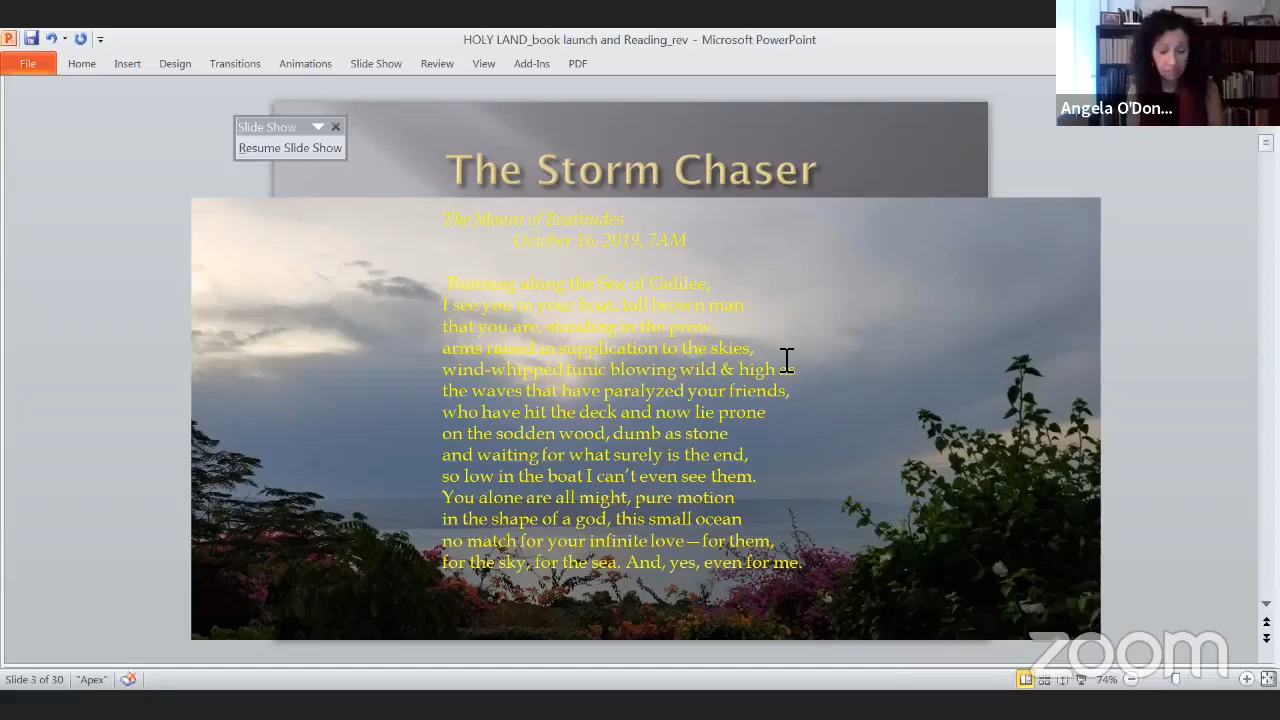 HOLY LAND_book launch and Reading_rev - Microsoft PowerPoint
File Home Insert Design Transitions Animations Slide Show Review View Add-Ins PDF
Angela O'Don...
Slide Show
Resume Slide Show
The Storm Chaser
The Mount of Beatitudes
October 16, 2019, 7AM
Running along the Sea of Galilee,
I see you in your boat, tall brown man
that you are, standing in the prow,
arms raised in supplication to the skies,
wind-whipped tunic blowing wild & high
the waves that have paralyzed your friends,
who have hit the deck and now lie prone
on the sodden wood, dumb as stone
and waiting for what surely is the end,
so low in the boat I can't even see them.
You alone are all might, pure motion
in the shape of a god, this small ocean
no match for your infinite love—for them,
for the sky, for the sea. And, yes, even for me.
zoom
Slide 3 of 30 "Apex" 74%